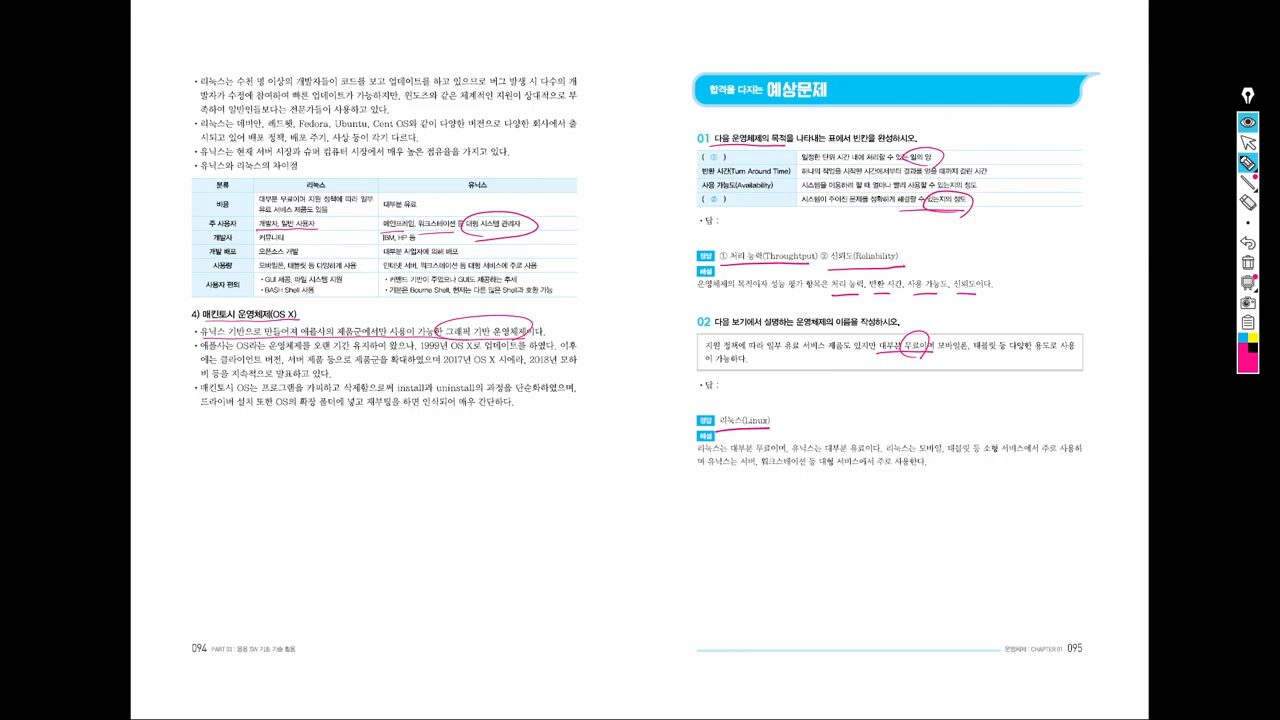 • 리눅스는 수천 명 이상의 개발자들이 코드를 보고 업데이트를 하고 있으므로 버그 발생 시 다수의 개
발자가 수정에 참여하여 빠른 업데이트가 가능하지만, 윈도즈와 같은 체계적인 지원이 상대적으로 부
족하여 일반인들보다는 전문가들이 사용하고 있다.
• 리눅스는 데비안, 레드햇, Fedora, Ubuntu, Cent OS와 같이 다양한 버전으로 다양한 회사에서 출
시되고 있어 배포 정책, 배포 주기, 사상 등이 각기 다르다.
• 유닉스는 현재 서버 시장과 슈퍼 컴퓨터 시장에서 매우 높은 점유율을 가지고 있다.
• 유닉스와 리눅스의 차이점
분류 리눅스 유닉스
비용 대부분 무료이며 지원 정책에 따라 일부 유료 서비스 제품도 있음 대부분 유료
주 사용자 개발자, 일반 사용자 메인프레임, 워크스테이션 등 대형 시스템 관리자
개발사 커뮤니티 IBM, HP 등
개발 배포 오픈소스 개발 대부분 사업자에 의해 배포
사용량 모바일폰, 태블릿 등 다양하게 사용 인터넷 서버, 워크스테이션 등 대형 서비스에 주로 사용
사용자 편의 • GUI 제공, 파일 시스템 지원 • 커맨드 기반이 주였으나 GUI도 제공하는 추세
• BASH Shell 사용 • 기본은 Bourne Shell, 현재는 다른 많은 Shell과 호환 가능
4) 매킨토시 운영체제(OS X)
• 유닉스 기반으로 만들어져 애플사의 제품군에서만 사용이 가능한 그래픽 기반 운영체제이다.
• 애플사는 OS라는 운영체제를 오랜 기간 유지하여 왔으나, 1999년 OS X로 업데이트를 하였다. 이후
에는 클라이언트 버전, 서버 제품 등으로 제품군을 확대하였으며 2017년 OS X 시에라, 2018년 모하
비 등을 지속적으로 발표하고 있다.
• 매킨토시 OS는 프로그램을 카피하고 삭제함으로써 install과 uninstall의 과정을 단순화하였으며,
드라이버 설치 또한 OS의 확장 폴더에 넣고 재부팅을 하면 인식되어 매우 간단하다.
094 PART 03 : 응용 SW 기초 기술 활용
합격을 다지는 예상문제
01 다음 운영체제의 목적을 나타내는 표에서 빈칸을 완성하시오.
( ① ) 일정한 단위 시간 내에 처리할 수 있는 일의 양
반환 시간(Turn Around Time) 하나의 작업을 시작한 시간에서부터 결과를 얻을 때까지 걸린 시간
사용 가능도(Availability) 시스템을 이용하려 할 때 얼마나 빨리 사용할 수 있는지의 정도
( ② ) 시스템이 주어진 문제를 정확하게 해결할 수 있는지의 정도
• 답 :
정답 ① 처리 능력(Throughtput) ② 신뢰도(Reliability)
해설
운영체제의 목적이자 성능 평가 항목은 처리 능력, 반환 시간, 사용 가능도, 신뢰도이다.
02 다음 보기에서 설명하는 운영체제의 이름을 작성하시오.
지원 정책에 따라 일부 유료 서비스 제품도 있지만 대부분 무료이며 모바일폰, 태블릿 등 다양한 용도로 사용
이 가능하다.
• 답 :
정답 리눅스(Linux)
해설
리눅스는 대부분 무료이며, 유닉스는 대부분 유료이다. 리눅스는 모바일, 태블릿 등 소형 서비스에서 주로 사용하
며 유닉스는 서버, 워크스테이션 등 대형 서비스에서 주로 사용한다.
운영체제 : CHAPTER 01 095